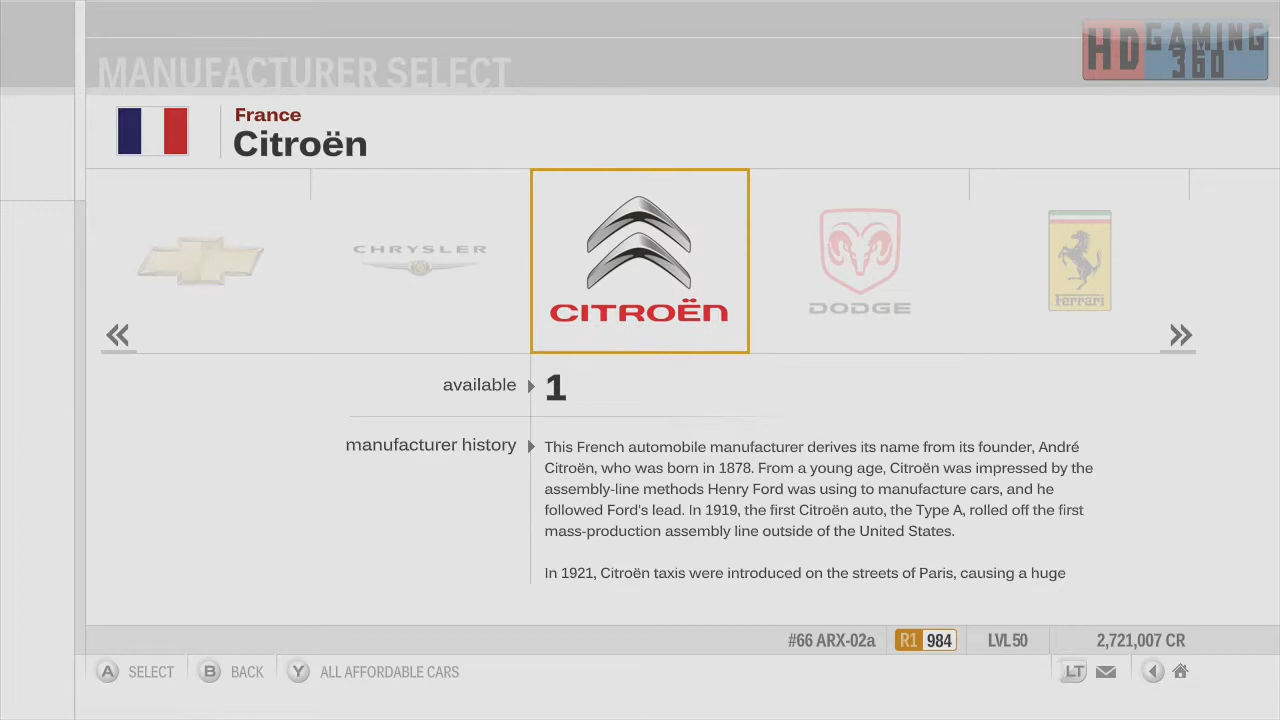 MANUFACTURER SELECT
HD GAMING 360
France
Citroën
CHRYSLER
CITROËN
DODGE
Ferrari
available 1
manufacturer history
This French automobile manufacturer derives its name from its founder, André
Citroën, who was born in 1878. From a young age, Citroën was impressed by the
assembly-line methods Henry Ford was using to manufacture cars, and he
followed Ford's lead. In 1919, the first Citroën auto, the Type A, rolled off the first
mass-production assembly line outside of the United States.
In 1921, Citroën taxis were introduced on the streets of Paris, causing a huge
#66 ARX-02a R1 984 LVL50 2,721,007 CR
A SELECT B BACK Y ALL AFFORDABLE CARS LT